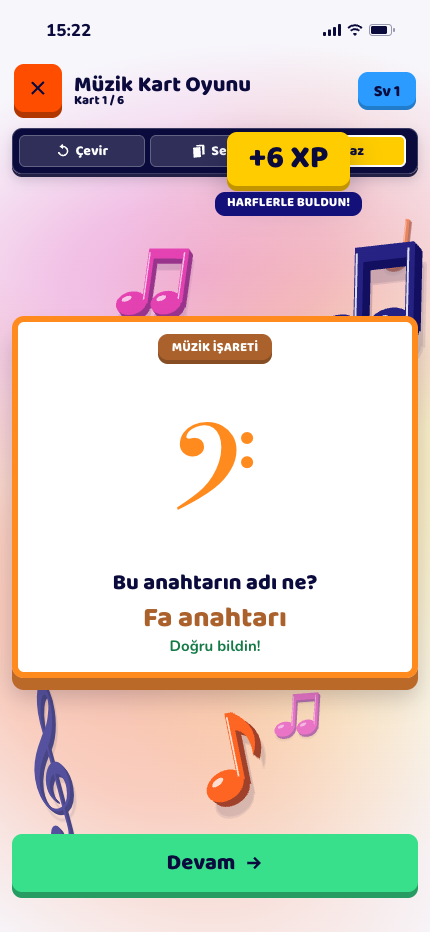 15:22
Müzik Kart Oyunu
Kart 1 / 6
Sv 1
Çevir
+6 XP
HARFLERLE BULDUN!
MÜZİK İŞARETİ
Bu anahtarın adı ne?
Fa anahtarı
Doğru bildin!
Devam →